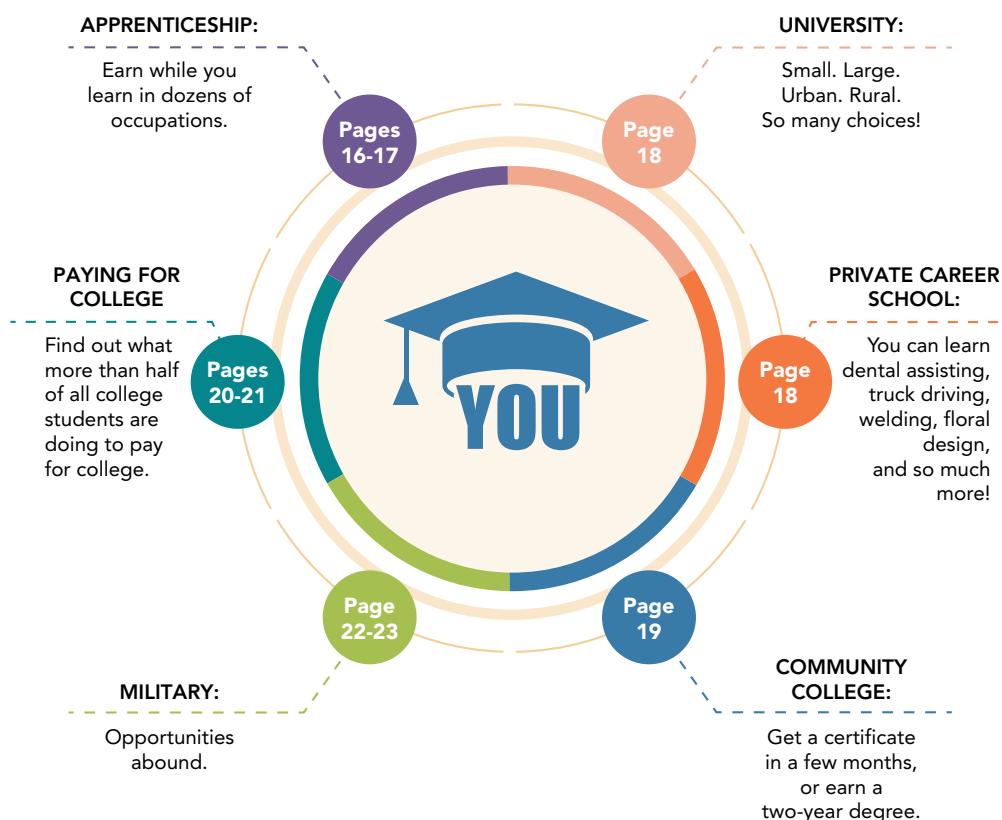 APPRENTICESHIP:
Earn while you
learn in dozens of
occupations.
Pages
16-17
UNIVERSITY:
Small. Large.
Urban. Rural.
So many choices!
Page
18
PAYING FOR
COLLEGE
Find out what
more than half
of all college
students are
doing to pay
for college.
Pages
20-21
YOU
PRIVATE CAREER
SCHOOL:
You can learn
dental assisting,
truck driving,
welding, floral
design,
and so much
more!
Page
18
Page
22-23
MILITARY:
Opportunities
abound.
Page
19
COMMUNITY
COLLEGE:
Get a certificate
in a few months,
or earn a
two-year degree.